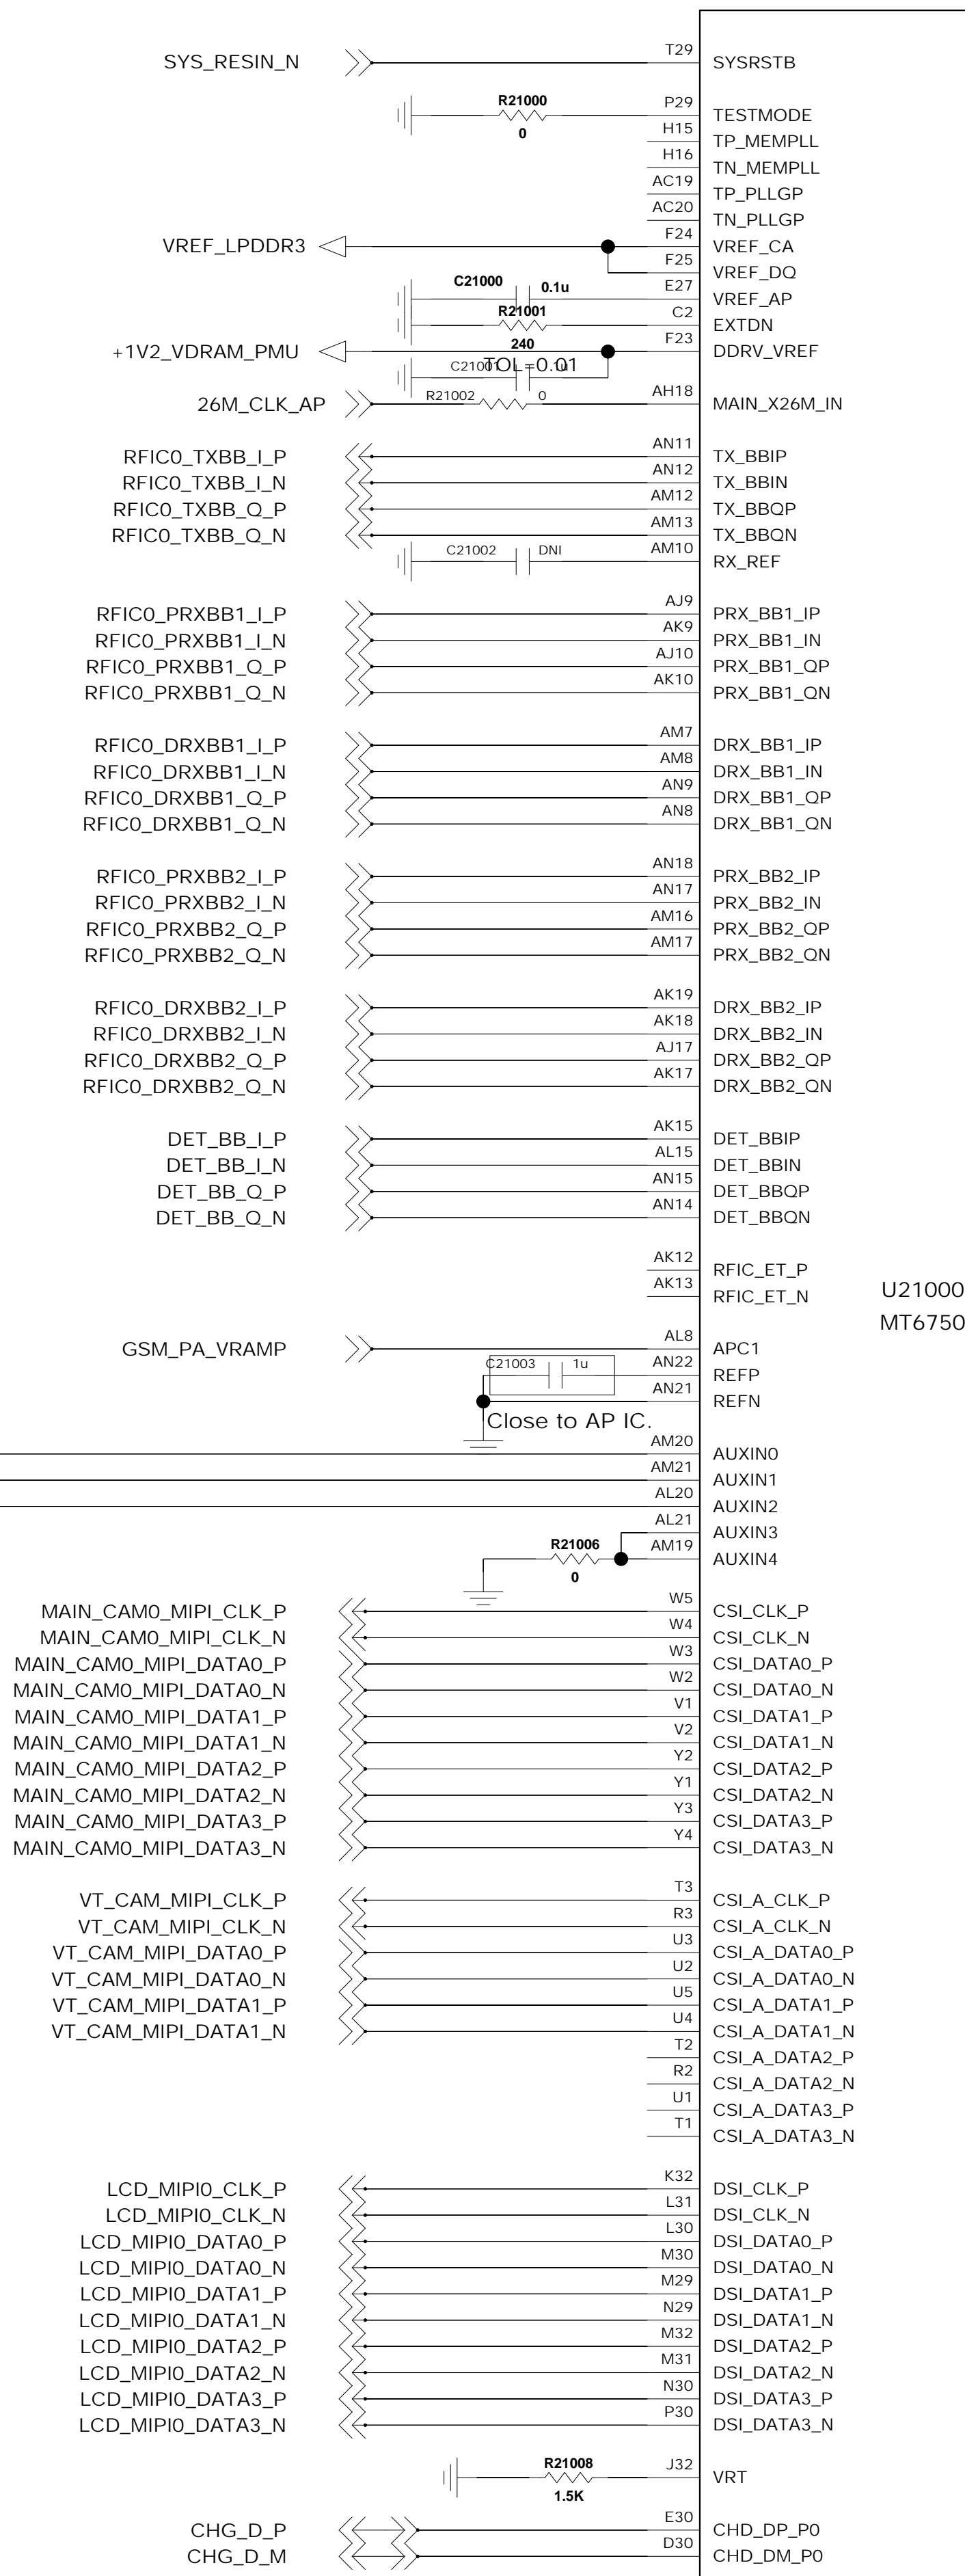 SYS_RESIN_N T29 SYSRSTB
R21000 0 P29 TESTMODE
H15 TP_MEMPLL
H16 TN_MEMPLL
AC19 TP_PLLGP
AC20 TN_PLLGP
VREF_LPDDR3 F24 VREF_CA
F25 VREF_DQ
C21000 0.1u E27 VREF_AP
R21001 240 TOL=0.01 C2 EXTDN
+1V2_VDRAM_PMU F23 DDRV_VREF
C21001 1u
26M_CLK_AP R21002 0 AH18 MAIN_X26M_IN
RFIC0_TXBB_I_P AN11 TX_BBIP
RFIC0_TXBB_I_N AN12 TX_BBIN
RFIC0_TXBB_Q_P AM12 TX_BBQP
RFIC0_TXBB_Q_N AM13 TX_BBQN
C21002 DNI AM10 RX_REF
RFIC0_PRXBB1_I_P AJ9 PRX_BB1_IP
RFIC0_PRXBB1_I_N AK9 PRX_BB1_IN
RFIC0_PRXBB1_Q_P AJ10 PRX_BB1_QP
RFIC0_PRXBB1_Q_N AK10 PRX_BB1_QN
RFIC0_DRXBB1_I_P AM7 DRX_BB1_IP
RFIC0_DRXBB1_I_N AM8 DRX_BB1_IN
RFIC0_DRXBB1_Q_P AN9 DRX_BB1_QP
RFIC0_DRXBB1_Q_N AN8 DRX_BB1_QN
RFIC0_PRXBB2_I_P AN18 PRX_BB2_IP
RFIC0_PRXBB2_I_N AN17 PRX_BB2_IN
RFIC0_PRXBB2_Q_P AM16 PRX_BB2_QP
RFIC0_PRXBB2_Q_N AM17 PRX_BB2_QN
RFIC0_DRXBB2_I_P AK19 DRX_BB2_IP
RFIC0_DRXBB2_I_N AK18 DRX_BB2_IN
RFIC0_DRXBB2_Q_P AJ17 DRX_BB2_QP
RFIC0_DRXBB2_Q_N AK17 DRX_BB2_QN
DET_BB_I_P AK15 DET_BBIP
DET_BB_I_N AL15 DET_BBIN
DET_BB_Q_P AN15 DET_BBQP
DET_BB_Q_N AN14 DET_BBQN
AK12 RFIC_ET_P
AK13 RFIC_ET_N
U21000
MT6750
GSM_PA_VRAMP AL8 APC1
C21003 1u AN22 REFP
AN21 REFN
Close to AP IC.
AM20 AUXIN0
AM21 AUXIN1
AL20 AUXIN2
AL21 AUXIN3
R21006 0 AM19 AUXIN4
MAIN_CAM0_MIPI_CLK_P W5 CSI_CLK_P
MAIN_CAM0_MIPI_CLK_N W4 CSI_CLK_N
MAIN_CAM0_MIPI_DATA0_P W3 CSI_DATA0_P
MAIN_CAM0_MIPI_DATA0_N W2 CSI_DATA0_N
MAIN_CAM0_MIPI_DATA1_P V1 CSI_DATA1_P
MAIN_CAM0_MIPI_DATA1_N V2 CSI_DATA1_N
MAIN_CAM0_MIPI_DATA2_P Y2 CSI_DATA2_P
MAIN_CAM0_MIPI_DATA2_N Y1 CSI_DATA2_N
MAIN_CAM0_MIPI_DATA3_P Y3 CSI_DATA3_P
MAIN_CAM0_MIPI_DATA3_N Y4 CSI_DATA3_N
VT_CAM_MIPI_CLK_P T3 CSI_A_CLK_P
VT_CAM_MIPI_CLK_N R3 CSI_A_CLK_N
VT_CAM_MIPI_DATA0_P U3 CSI_A_DATA0_P
VT_CAM_MIPI_DATA0_N U2 CSI_A_DATA0_N
VT_CAM_MIPI_DATA1_P U5 CSI_A_DATA1_P
VT_CAM_MIPI_DATA1_N U4 CSI_A_DATA1_N
T2 CSI_A_DATA2_P
R2 CSI_A_DATA2_N
U1 CSI_A_DATA3_P
T1 CSI_A_DATA3_N
LCD_MIPI0_CLK_P K32 DSI_CLK_P
LCD_MIPI0_CLK_N L31 DSI_CLK_N
LCD_MIPI0_DATA0_P L30 DSI_DATA0_P
LCD_MIPI0_DATA0_N M30 DSI_DATA0_N
LCD_MIPI0_DATA1_P M29 DSI_DATA1_P
LCD_MIPI0_DATA1_N N29 DSI_DATA1_N
LCD_MIPI0_DATA2_P M32 DSI_DATA2_P
LCD_MIPI0_DATA2_N M31 DSI_DATA2_N
LCD_MIPI0_DATA3_P N30 DSI_DATA3_P
LCD_MIPI0_DATA3_N P30 DSI_DATA3_N
R21008 1.5K J32 VRT
CHG_D_P E30 CHD_DP_P0
CHG_D_M D30 CHD_DM_P0